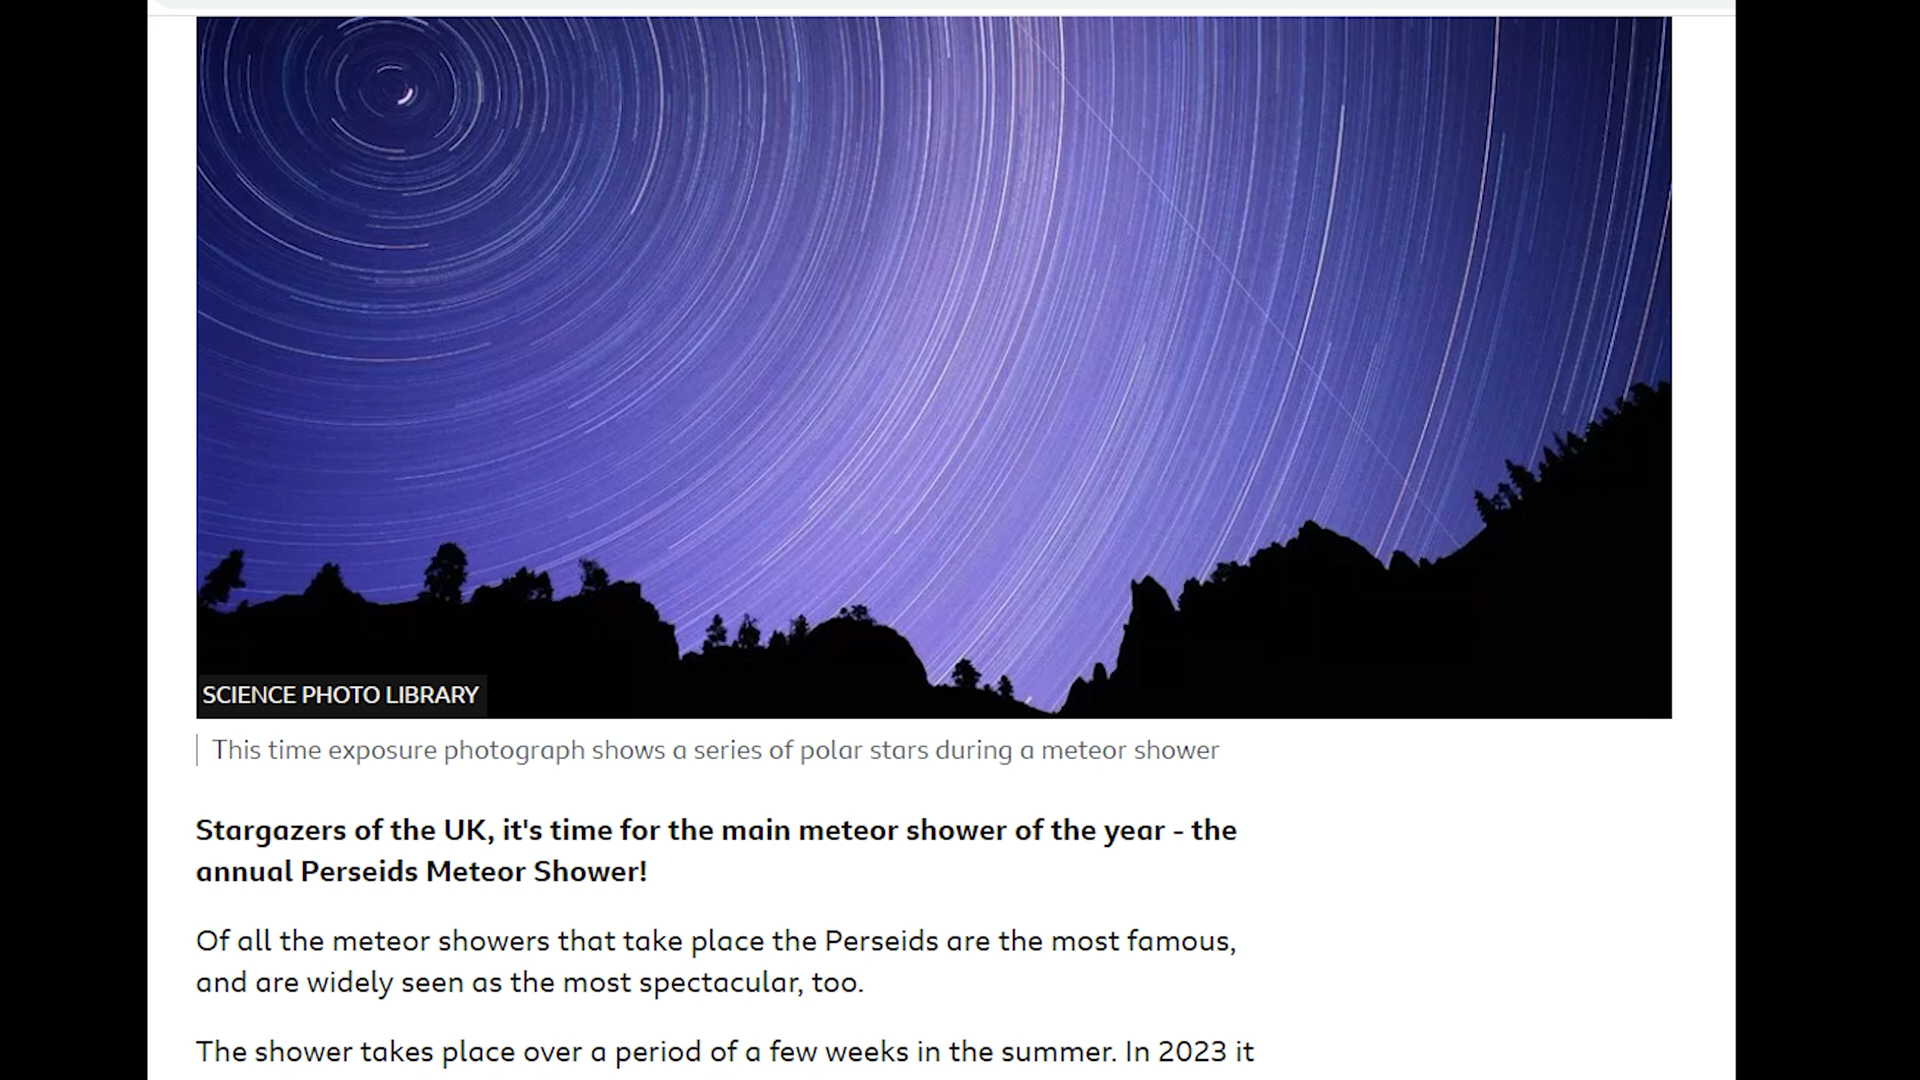 SCIENCE PHOTO LIBRARY
This time exposure photograph shows a series of polar stars during a meteor shower
Stargazers of the UK, it's time for the main meteor shower of the year - the
annual Perseids Meteor Shower!
Of all the meteor showers that take place the Perseids are the most famous,
and are widely seen as the most spectacular, too.
The shower takes place over a period of a few weeks in the summer. In 2023 it